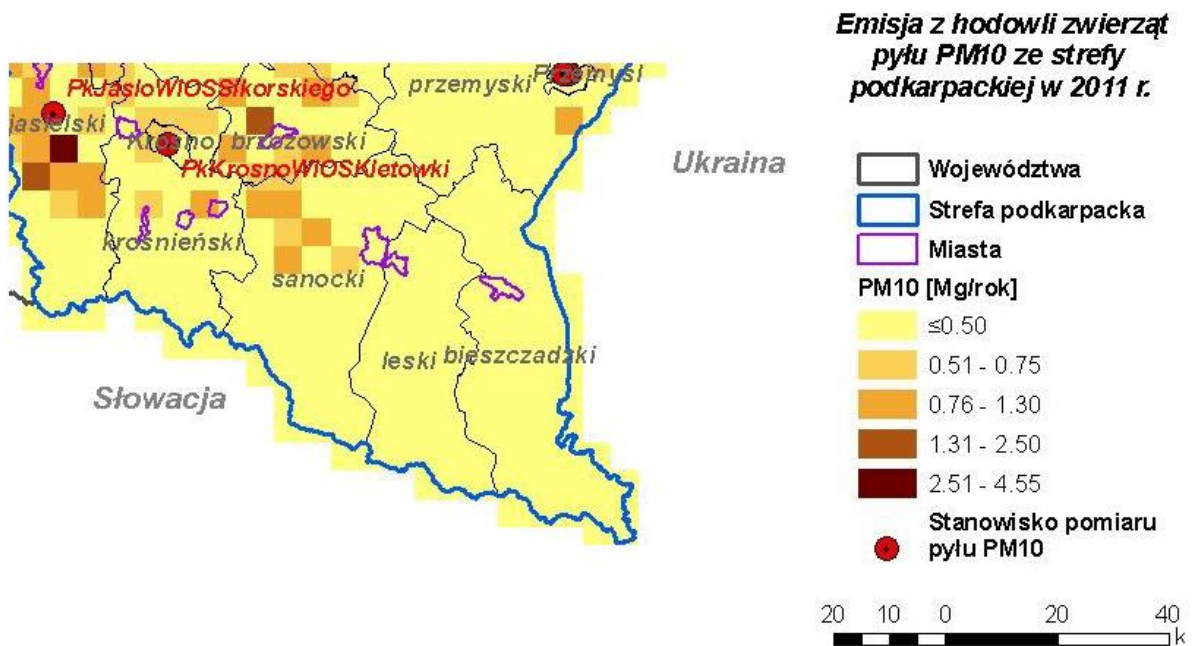 Emisja z hodowli zwierząt
pyłu PM10 ze strefy
podkarpackiej w 2011 r.
przemyski
Przemyśl
PkJasloWIOSSikorskiego
jasielski
Krosno
brzozowski
PkKrosnoWIOSKletowki
Ukraina
krośnieński
sanocki
leski
bieszczadzki
Słowacja
Województwa
Strefa podkarpacka
Miasta
PM10 [Mg/rok]
≤0.50
0.51 - 0.75
0.76 - 1.30
1.31 - 2.50
2.51 - 4.55
Stanowisko pomiaru
pyłu PM10
20 10 0 20 40
k